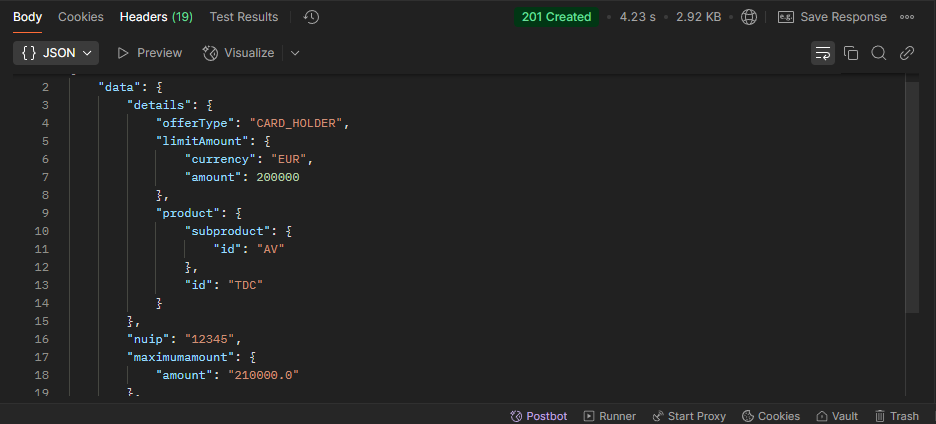 Body Cookies Headers (19) Test Results 201 Created • 4.23 s • 2.92 KB • e.g. Save Response
{} JSON Preview Visualize
2 "data": {
3 "details": {
4 "offerType": "CARD_HOLDER",
5 "limitAmount": {
6 "currency": "EUR",
7 "amount": 200000
8 },
9 "product": {
10 "subproduct": {
11 "id": "AV"
12 },
13 "id": "TDC"
14 }
15 },
16 "nuip": "12345",
17 "maximumamount": {
18 "amount": "210000.0"
19 },
Postbot Runner Start Proxy Cookies Vault Trash